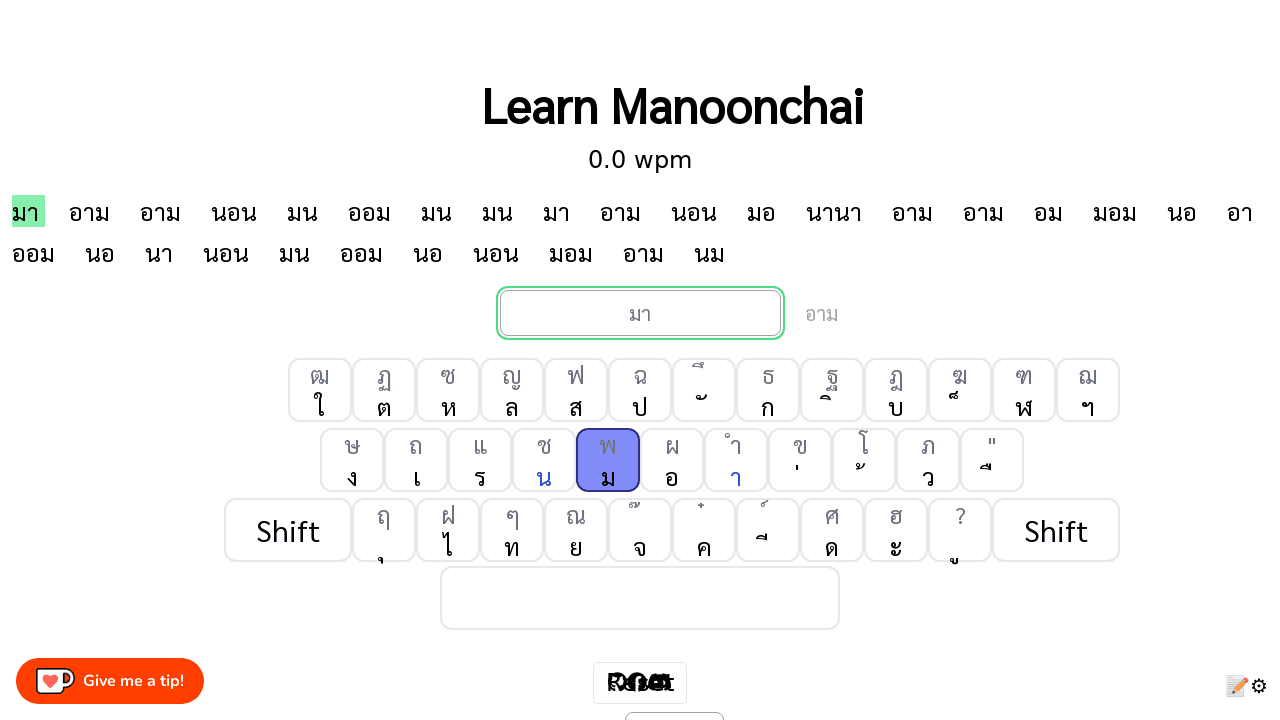 Learn Manoonchai
0.0 wpm
มา อาม อาม นอน มน ออม มน มน มา อาม นอน มอ นานา อาม อาม อม มอม นอ อา
ออม นอ นา นอน มน ออม นอ นอน มอม อาม นม
มา อาม
ฒ ฏ ซ ญ ฟ ฉ ึ ธ ฐ ฎ ฆ ฑ ฌ
ใ ต ห ล ส ป ั ก ิ บ ็ ฬ ฯ
ษ ถ แ ช พ ผ ำ ข โ ภ "
ง เ ร น ม อ า ่ ้ ว ื
Shift ฤ ฝ ๆ ณ ๊ ๋ ์ ศ ฮ ? Shift
ุ ไ ท ย จ ค ี ด ะ ู
Give me a tip!